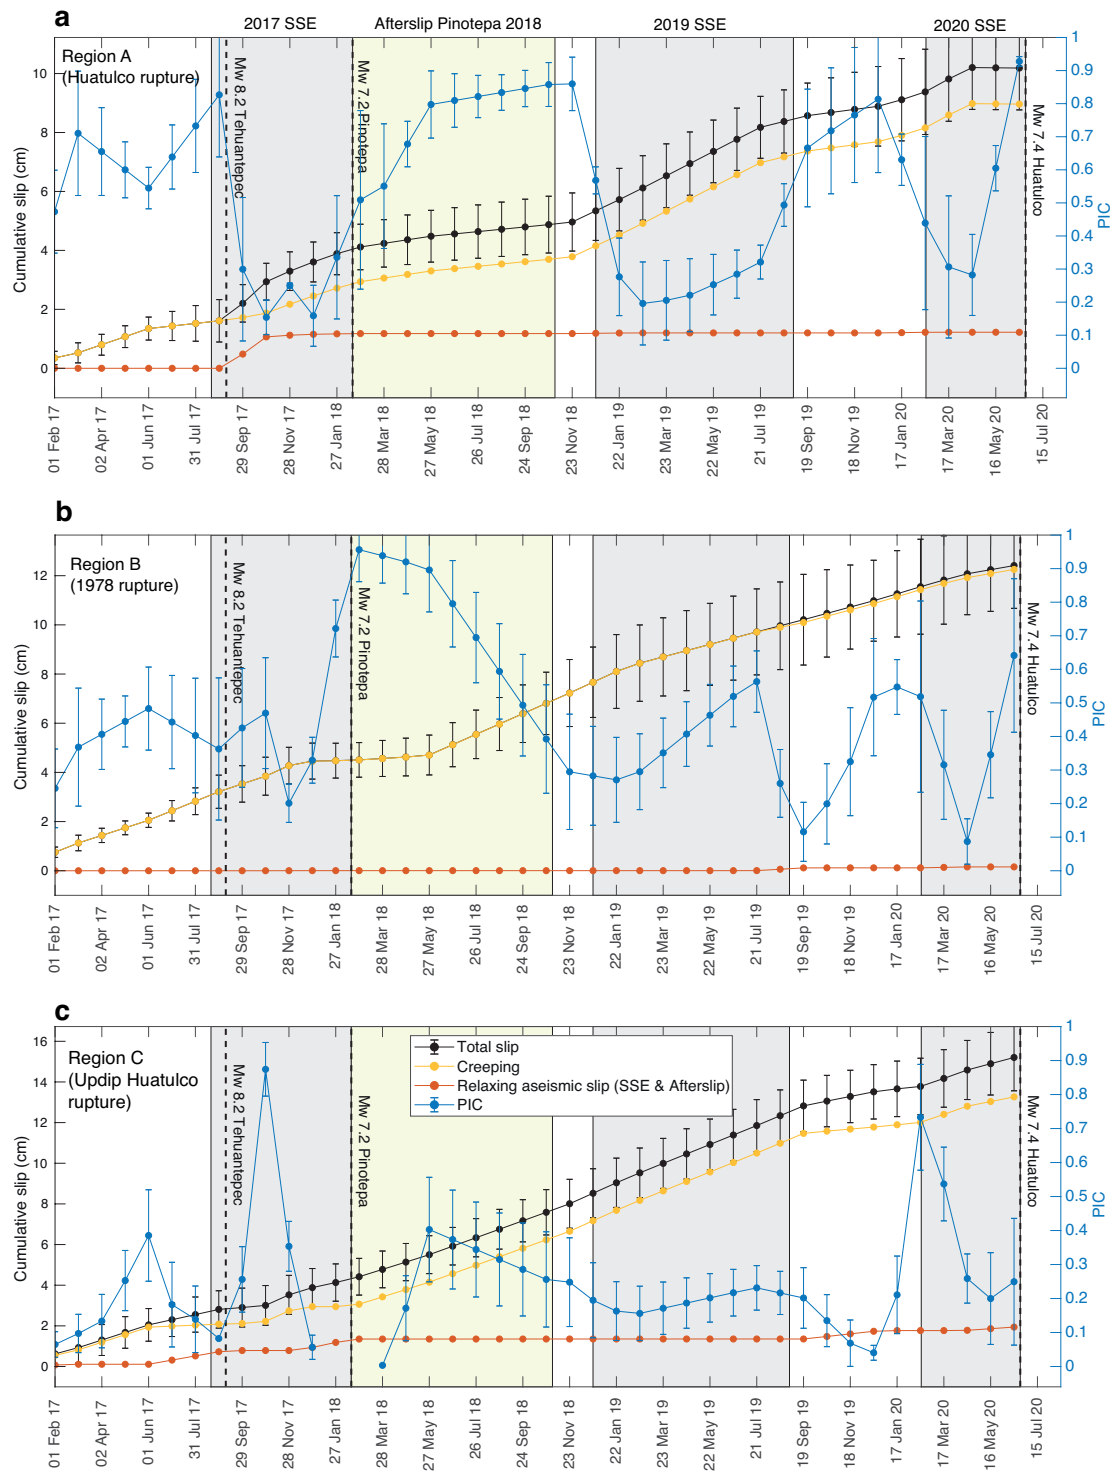 a
2017 SSE
Afterslip Pinotepa 2018
2019 SSE
2020 SSE
Region A
(Huatulco rupture)
Mw 8.2 Tehuantepec
Mw 7.2 Pinotepa
Mw 7.4 Huatulco
Cumulative slip (cm)
10
8
6
4
2
0
PIC
1
0.9
0.8
0.7
0.6
0.5
0.4
0.3
0.2
0.1
0
01 Feb 17
02 Apr 17
01 Jun 17
31 Jul 17
29 Sep 17
28 Nov 17
27 Jan 18
28 Mar 18
27 May 18
26 Jul 18
24 Sep 18
23 Nov 18
22 Jan 19
23 Mar 19
22 May 19
21 Jul 19
19 Sep 19
18 Nov 19
17 Jan 20
17 Mar 20
16 May 20
15 Jul 20
b
Region B
(1978 rupture)
Mw 8.2 Tehuantepec
Mw 7.2 Pinotepa
Mw 7.4 Huatulco
Cumulative slip (cm)
12
10
8
6
4
2
0
PIC
1
0.9
0.8
0.7
0.6
0.5
0.4
0.3
0.2
0.1
0
01 Feb 17
02 Apr 17
01 Jun 17
31 Jul 17
29 Sep 17
28 Nov 17
27 Jan 18
28 Mar 18
27 May 18
26 Jul 18
24 Sep 18
23 Nov 18
22 Jan 19
23 Mar 19
22 May 19
21 Jul 19
19 Sep 19
18 Nov 19
17 Jan 20
17 Mar 20
16 May 20
15 Jul 20
c
Region C
(Updip Huatulco
rupture)
Mw 8.2 Tehuantepec
Mw 7.2 Pinotepa
Mw 7.4 Huatulco
Total slip
Creeping
Relaxing aseismic slip (SSE & Afterslip)
PIC
Cumulative slip (cm)
16
14
12
10
8
6
4
2
0
PIC
1
0.9
0.8
0.7
0.6
0.5
0.4
0.3
0.2
0.1
0
01 Feb 17
02 Apr 17
01 Jun 17
31 Jul 17
29 Sep 17
28 Nov 17
27 Jan 18
28 Mar 18
27 May 18
26 Jul 18
24 Sep 18
23 Nov 18
22 Jan 19
23 Mar 19
22 May 19
21 Jul 19
19 Sep 19
18 Nov 19
17 Jan 20
17 Mar 20
16 May 20
15 Jul 20